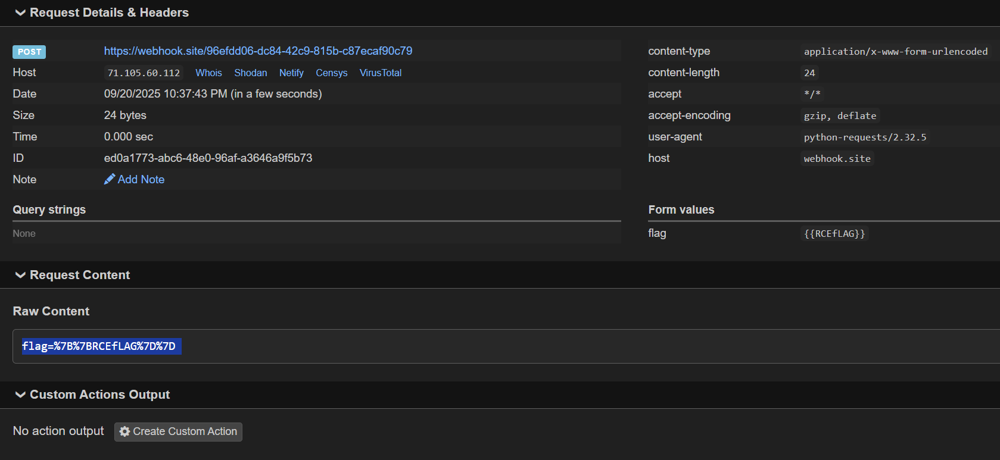 Request Details & Headers
POST https://webhook.site/96efdd06-dc84-42c9-815b-c87ecaf90c79
Host 71.105.60.112 Whois Shodan Netify Censys VirusTotal
Date 09/20/2025 10:37:43 PM (in a few seconds)
Size 24 bytes
Time 0.000 sec
ID ed0a1773-abc6-48e0-96af-a3646a9f5b73
Note Add Note
content-type application/x-www-form-urlencoded
content-length 24
accept */*
accept-encoding gzip, deflate
user-agent python-requests/2.32.5
host webhook.site
Query strings
None
Form values
flag {{RCEfLAG}}
Request Content
Raw Content
flag=%7B%7BRCEfLAG%7D%7D
Custom Actions Output
No action output Create Custom Action